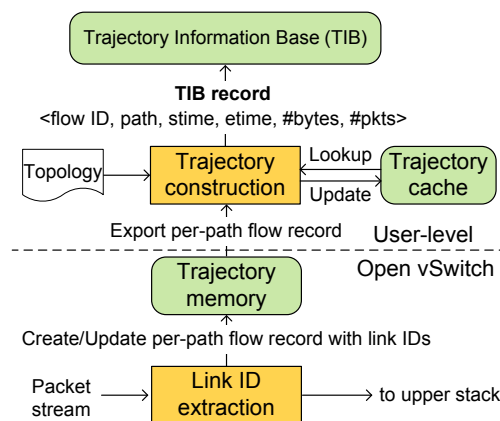 Trajectory Information Base (TIB)
TIB record
<flow ID, path, stime, etime, #bytes, #pkts>
Topology
Trajectory
construction
Lookup
Update
Trajectory
cache
Export per-path flow record
User-level
Open vSwitch
Trajectory
memory
Create/Update per-path flow record with link IDs
Packet
stream
Link ID
extraction
to upper stack